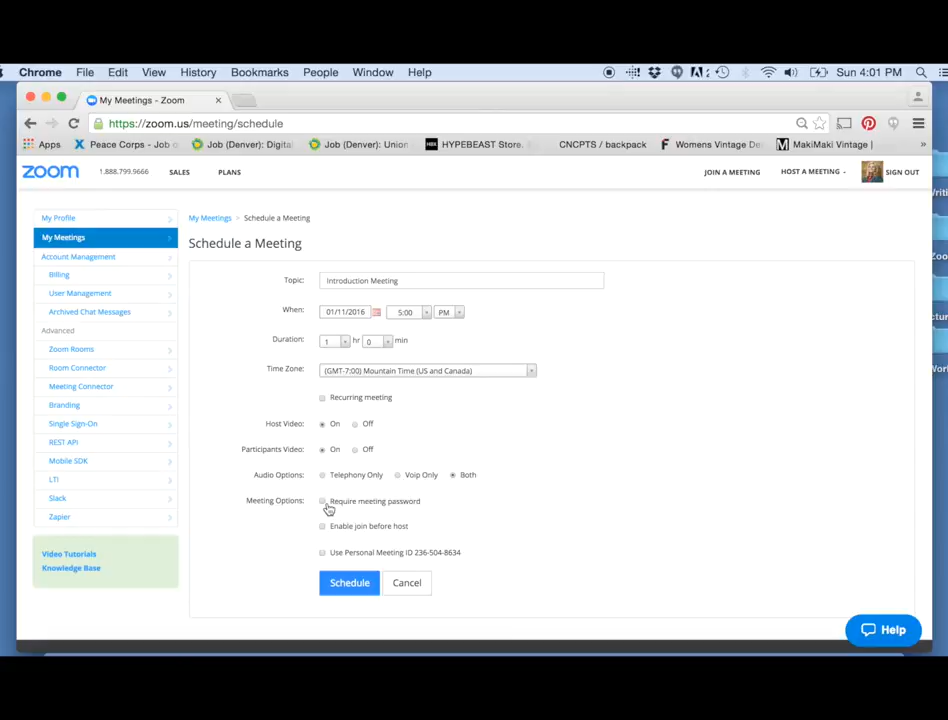 Chrome File Edit View History Bookmarks People Window Help Sun 4:01 PM
My Meetings - Zoom
https://zoom.us/meeting/schedule
Apps Peace Corps - Job o Job (Denver): Digita Job (Denver): Union HYPEBEAST Store. CNCPTS / backpack Womens Vintage De MakiMaki Vintage |
zoom 1.888.799.9666 SALES PLANS JOIN A MEETING HOST A MEETING SIGN OUT
My Profile
My Meetings
Account Management
Billing
User Management
Archived Chat Messages
Advanced
Zoom Rooms
Room Connector
Meeting Connector
Branding
Single Sign-On
REST API
Mobile SDK
LTI
Slack
Zapier
Video Tutorials
Knowledge Base
My Meetings > Schedule a Meeting
Schedule a Meeting
Topic: Introduction Meeting
When: 01/11/2016 5:00 PM
Duration: 1 hr 0 min
Time Zone: (GMT-7:00) Mountain Time (US and Canada)
Recurring meeting
Host Video: On Off
Participants Video: On Off
Audio Options: Telephony Only Voip Only Both
Meeting Options: Require meeting password
Enable join before host
Use Personal Meeting ID 236-504-8634
Schedule Cancel
Help